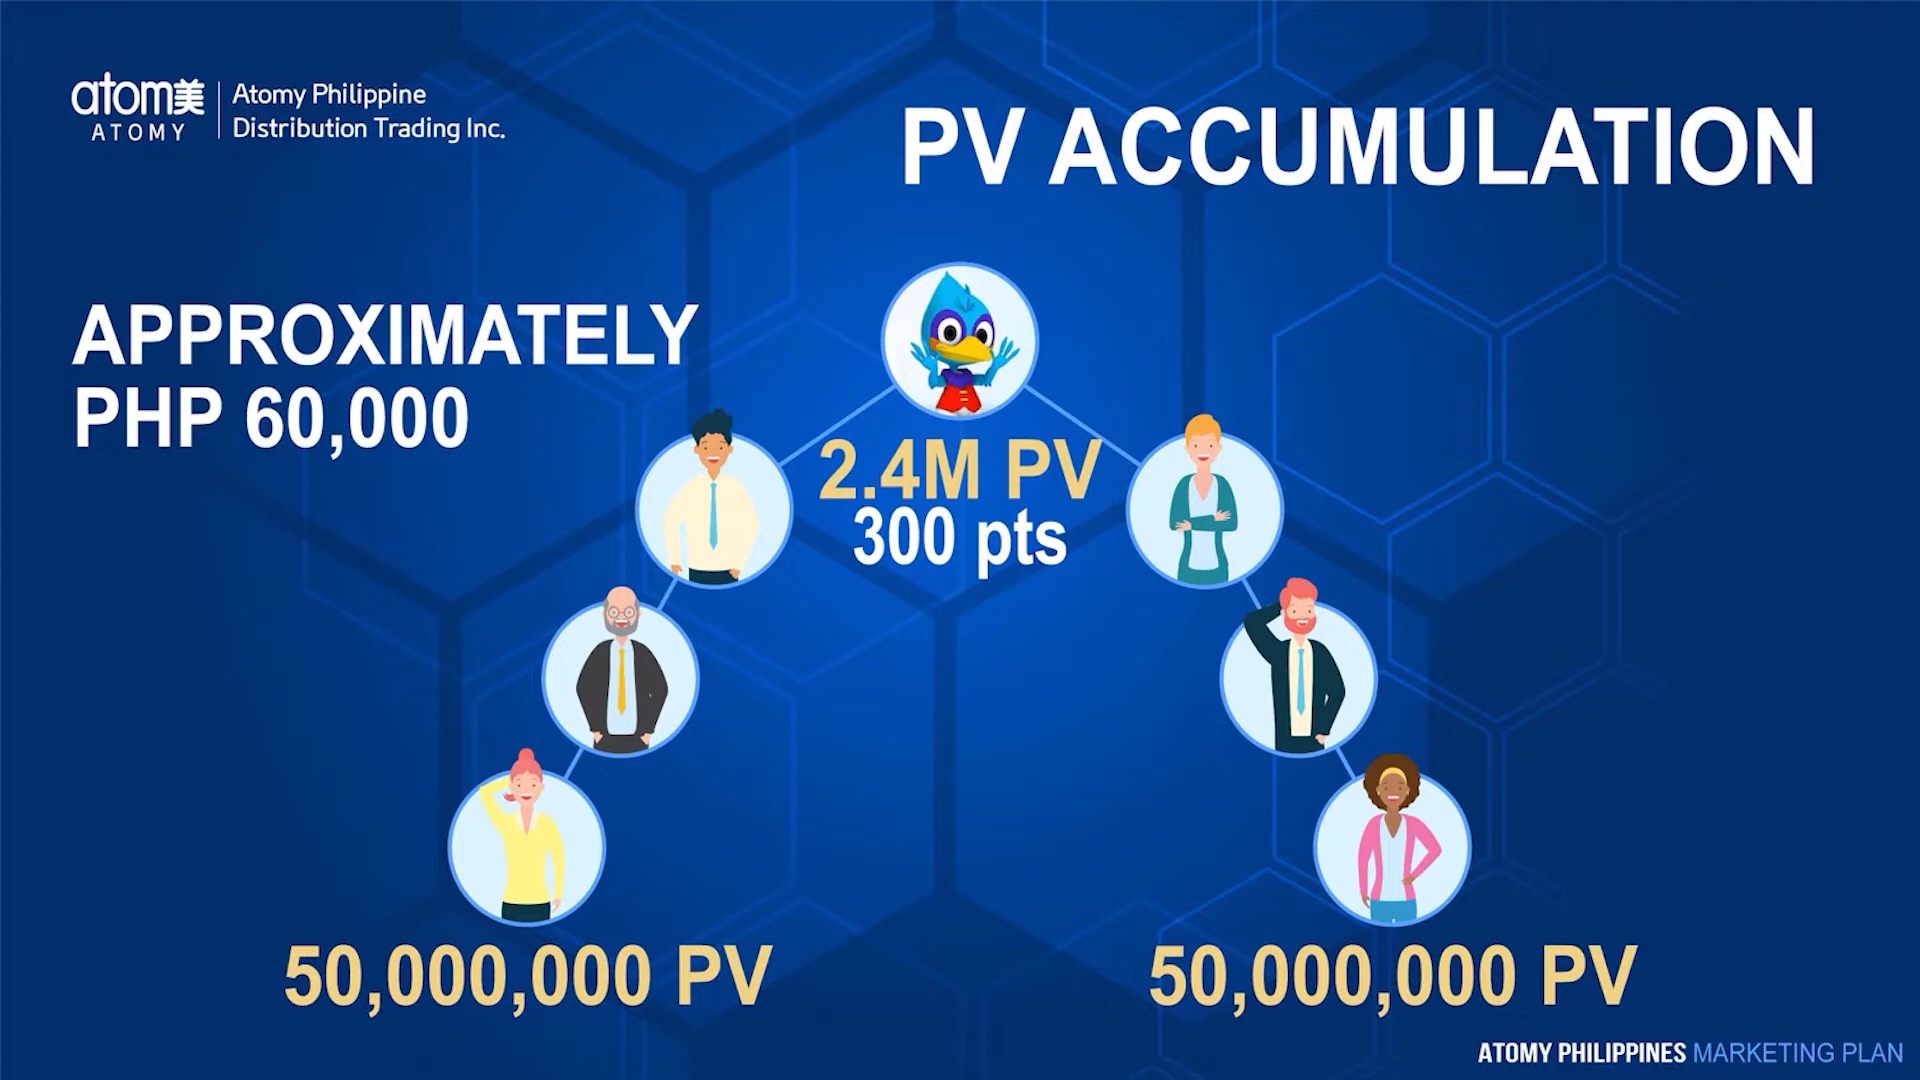 atom美
ATOMY
Atomy Philippine
Distribution Trading Inc.
PV ACCUMULATION
APPROXIMATELY
PHP 60,000
2.4M PV
300 pts
50,000,000 PV
50,000,000 PV
ATOMY PHILIPPINES MARKETING PLAN